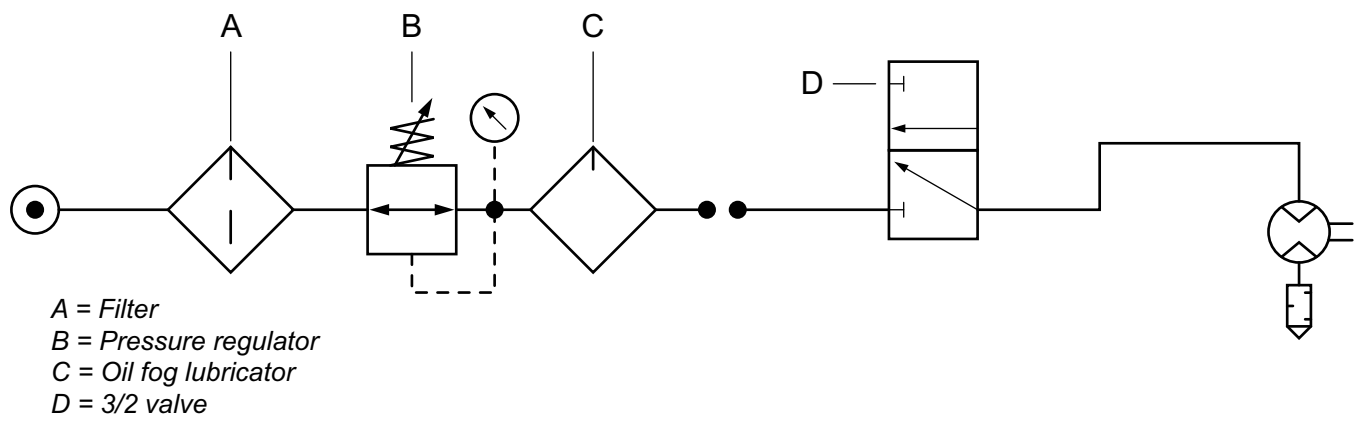 A
B
C
D
A = Filter
B = Pressure regulator
C = Oil fog lubricator
D = 3/2 valve